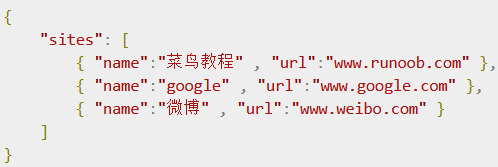 {
    "sites": [
        { "name":"菜鸟教程" , "url":"www.runoob.com" },
        { "name":"google" , "url":"www.google.com" },
        { "name":"微博" , "url":"www.weibo.com" }
    ]
}